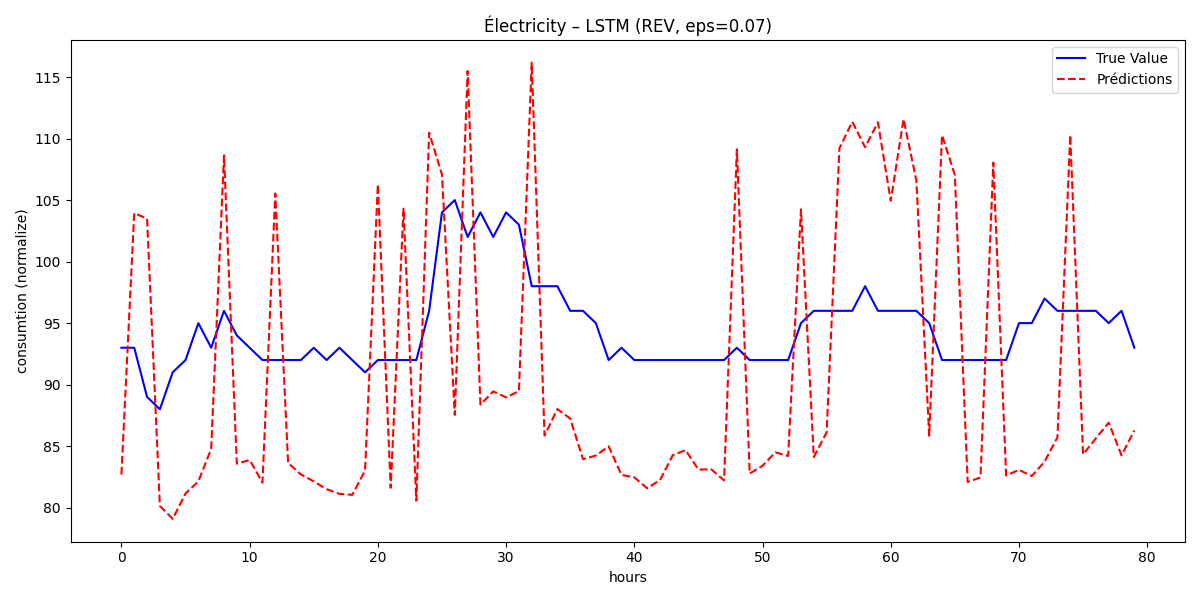 Électricity – LSTM (REV, eps=0.07)
True Value
Prédictions
consumtion (normalize)
115
110
105
100
95
90
85
80
0 10 20 30 40 50 60 70 80
hours